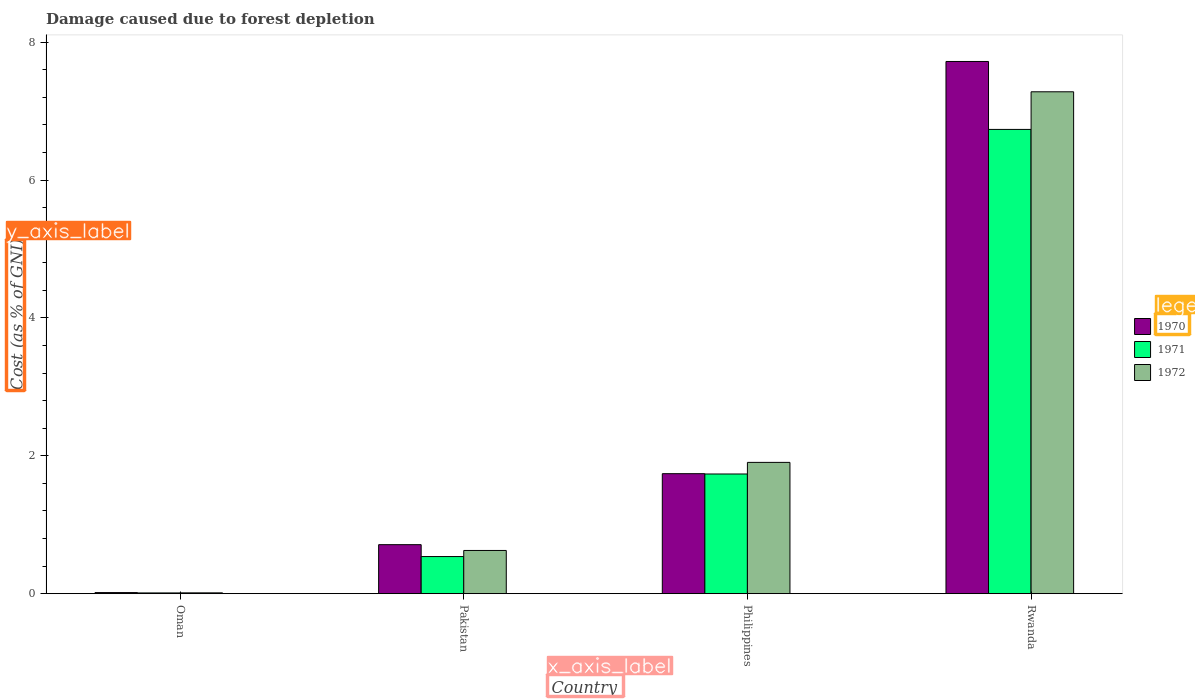 Damage caused due to forest depletion
8
6
4
2
0
y_axis_label
Cost (as % of GNI)
Oman
Pakistan
Philippines
Rwanda
x_axis_label
Country
lege
1970
1971
1972